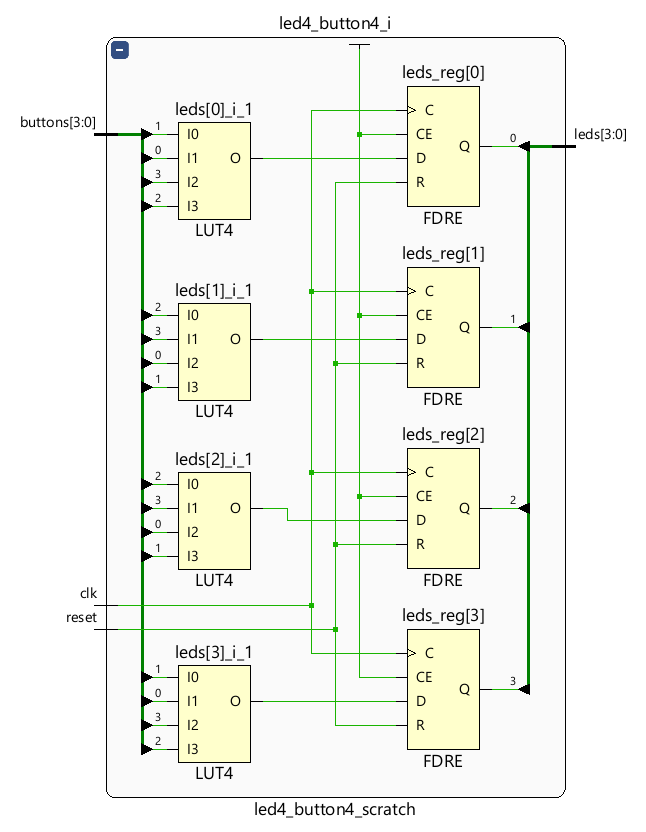 led4_button4_i
leds_reg[0]
buttons[3:0]
leds[0]_i_1
1 I0
0 I1 O
3 I2
2 I3
LUT4
C
CE
D Q 0
R
FDRE
leds[3:0]
leds[1]_i_1
2 I0
3 I1 O
0 I2
1 I3
LUT4
leds_reg[1]
C
CE
D Q 1
R
FDRE
leds[2]_i_1
2 I0
3 I1 O
0 I2
1 I3
LUT4
leds_reg[2]
C
CE
D Q 2
R
FDRE
clk
reset
leds[3]_i_1
1 I0
0 I1 O
3 I2
2 I3
LUT4
leds_reg[3]
C
CE
D Q 3
R
FDRE
led4_button4_scratch